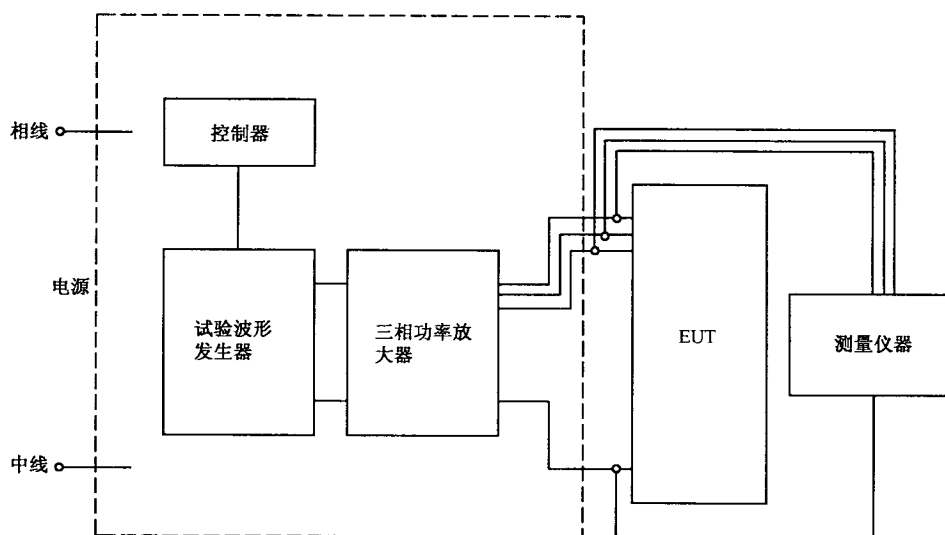 控制器
相线
电源
试验波形
发生器
三相功率放
大器
EUT
测量仪器
中线